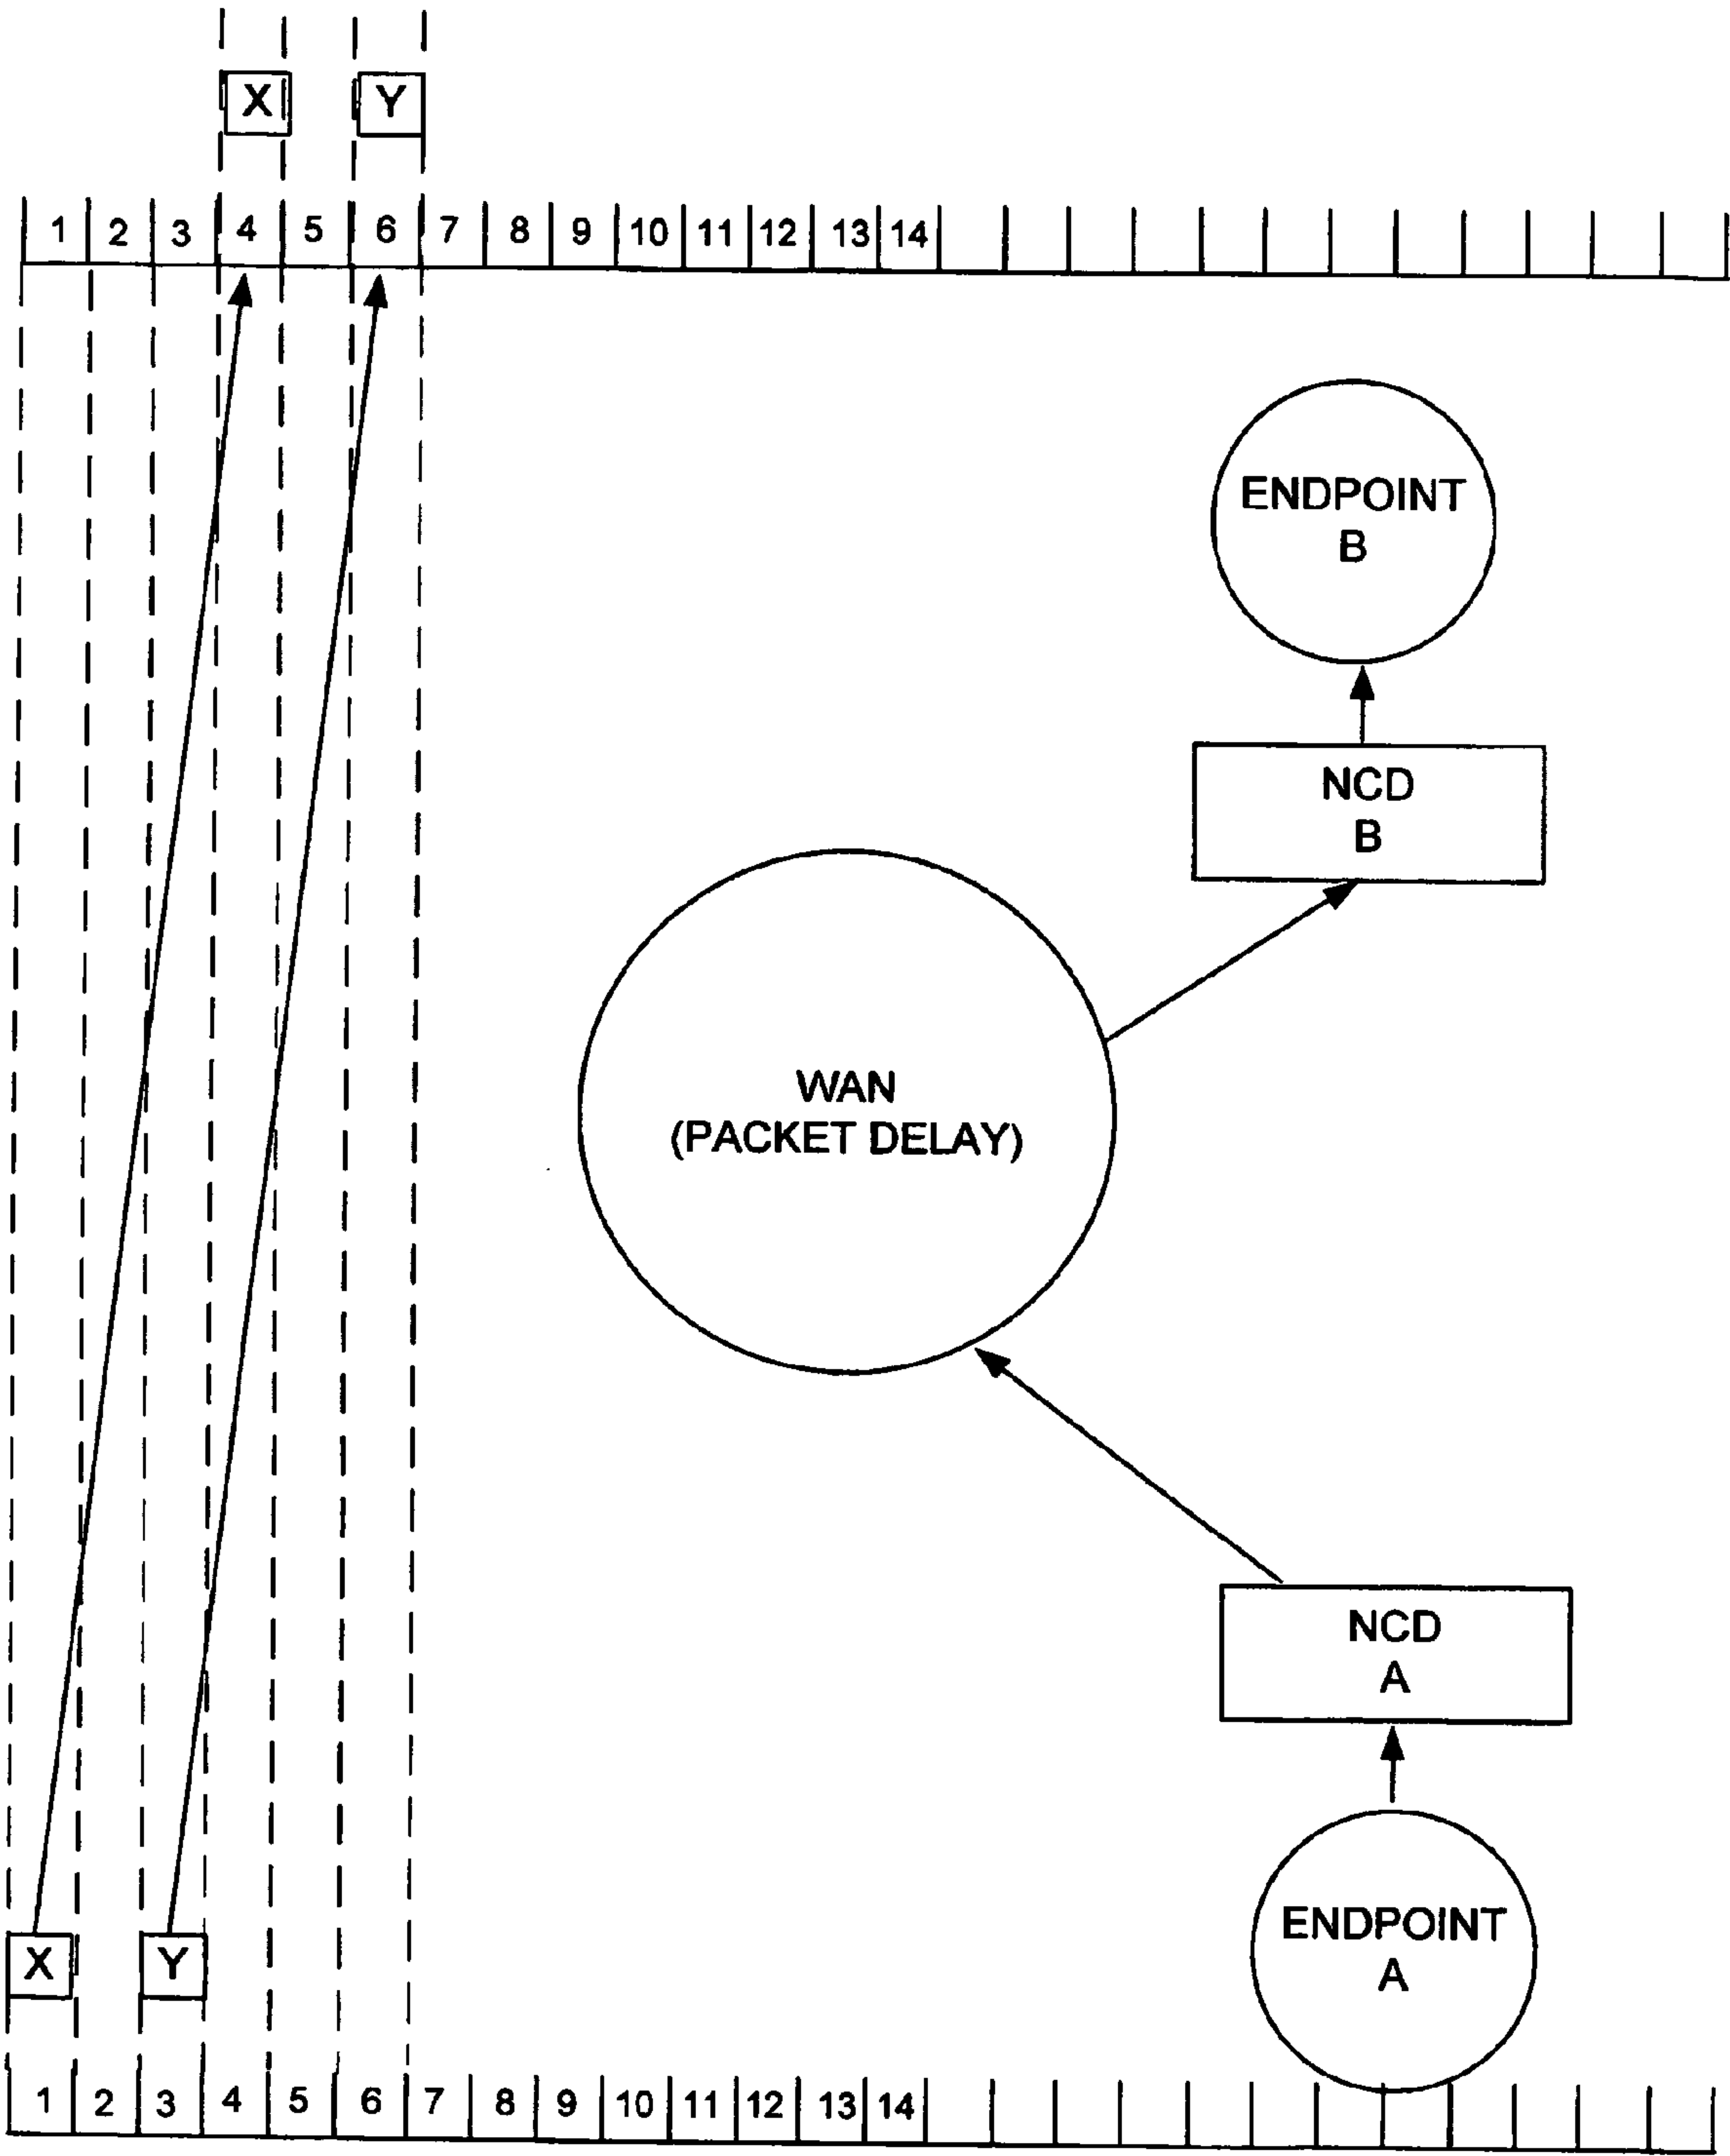 X Y
1 2 3 4 5 6 7 8 9 10 11 12 13 14
ENDPOINT
B
NCD
B
WAN
(PACKET DELAY)
NCD
A
ENDPOINT
A
X Y
1 2 3 4 5 6 7 8 9 10 11 12 13 14